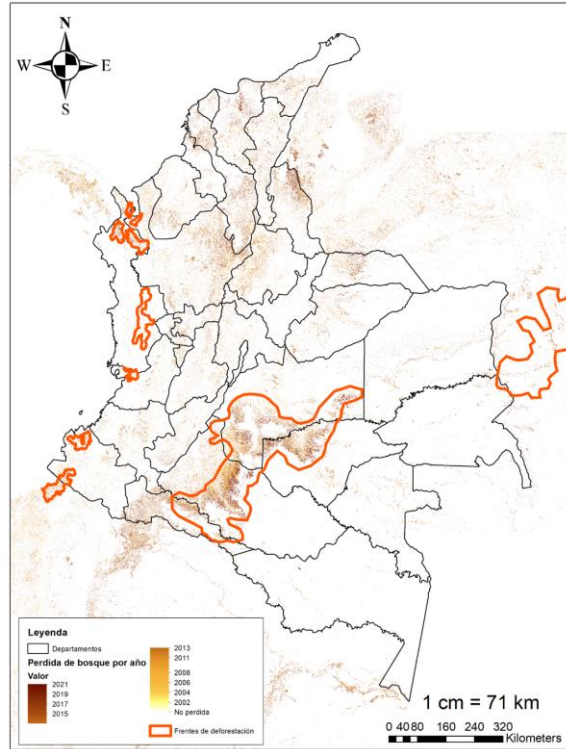 N
W E
S
Leyenda
Departamentos
Perdida de bosque por año
Valor
2021
2019
2017
2015
2013
2011
2008
2006
2004
2002
No perdida
Frentes de deforestación
1 cm = 71 km
0 40 80 160 240 320
Kilometers